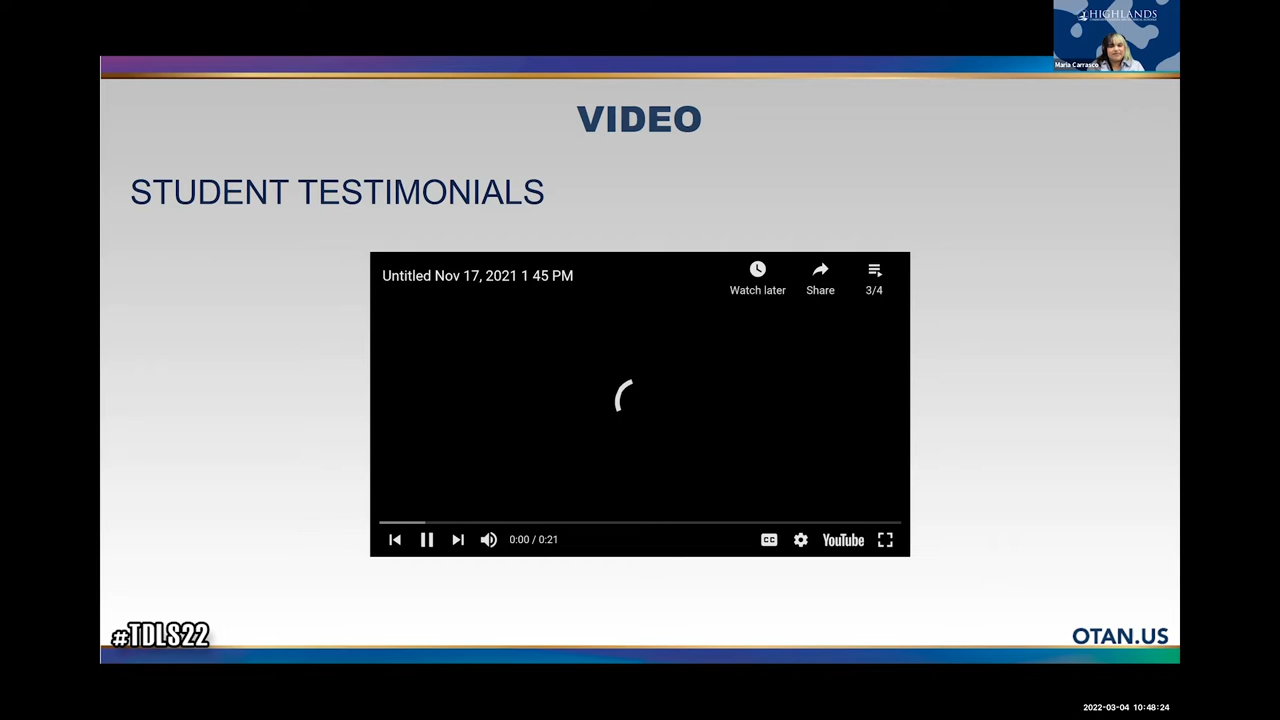 HIGHLANDS
Maria Carrasco
VIDEO
STUDENT TESTIMONIALS
Untitled Nov 17, 2021 1 45 PM
Watch later
Share
3/4
0:00 / 0:21
CC
YouTube
#TDLS22
OTAN.US
2022-03-04 10:48:24